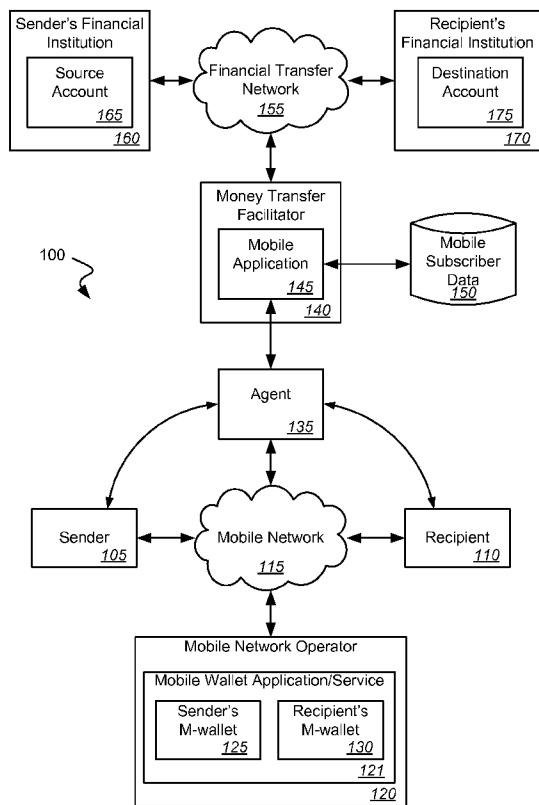 Sender's
Financial Institution
Source
Account
165
160
Financial Transfer
Network
155
Recipient's
Financial Institution
Destination
Account
175
170
Money Transfer
Facilitator
Mobile
Application
145
140
Mobile
Subscriber
Data
150
100
Agent
135
Sender
105
Mobile Network
115
Recipient
110
Mobile Network Operator
Mobile Wallet Application/Service
Sender's
M-wallet
125
Recipient's
M-wallet
130
121
120